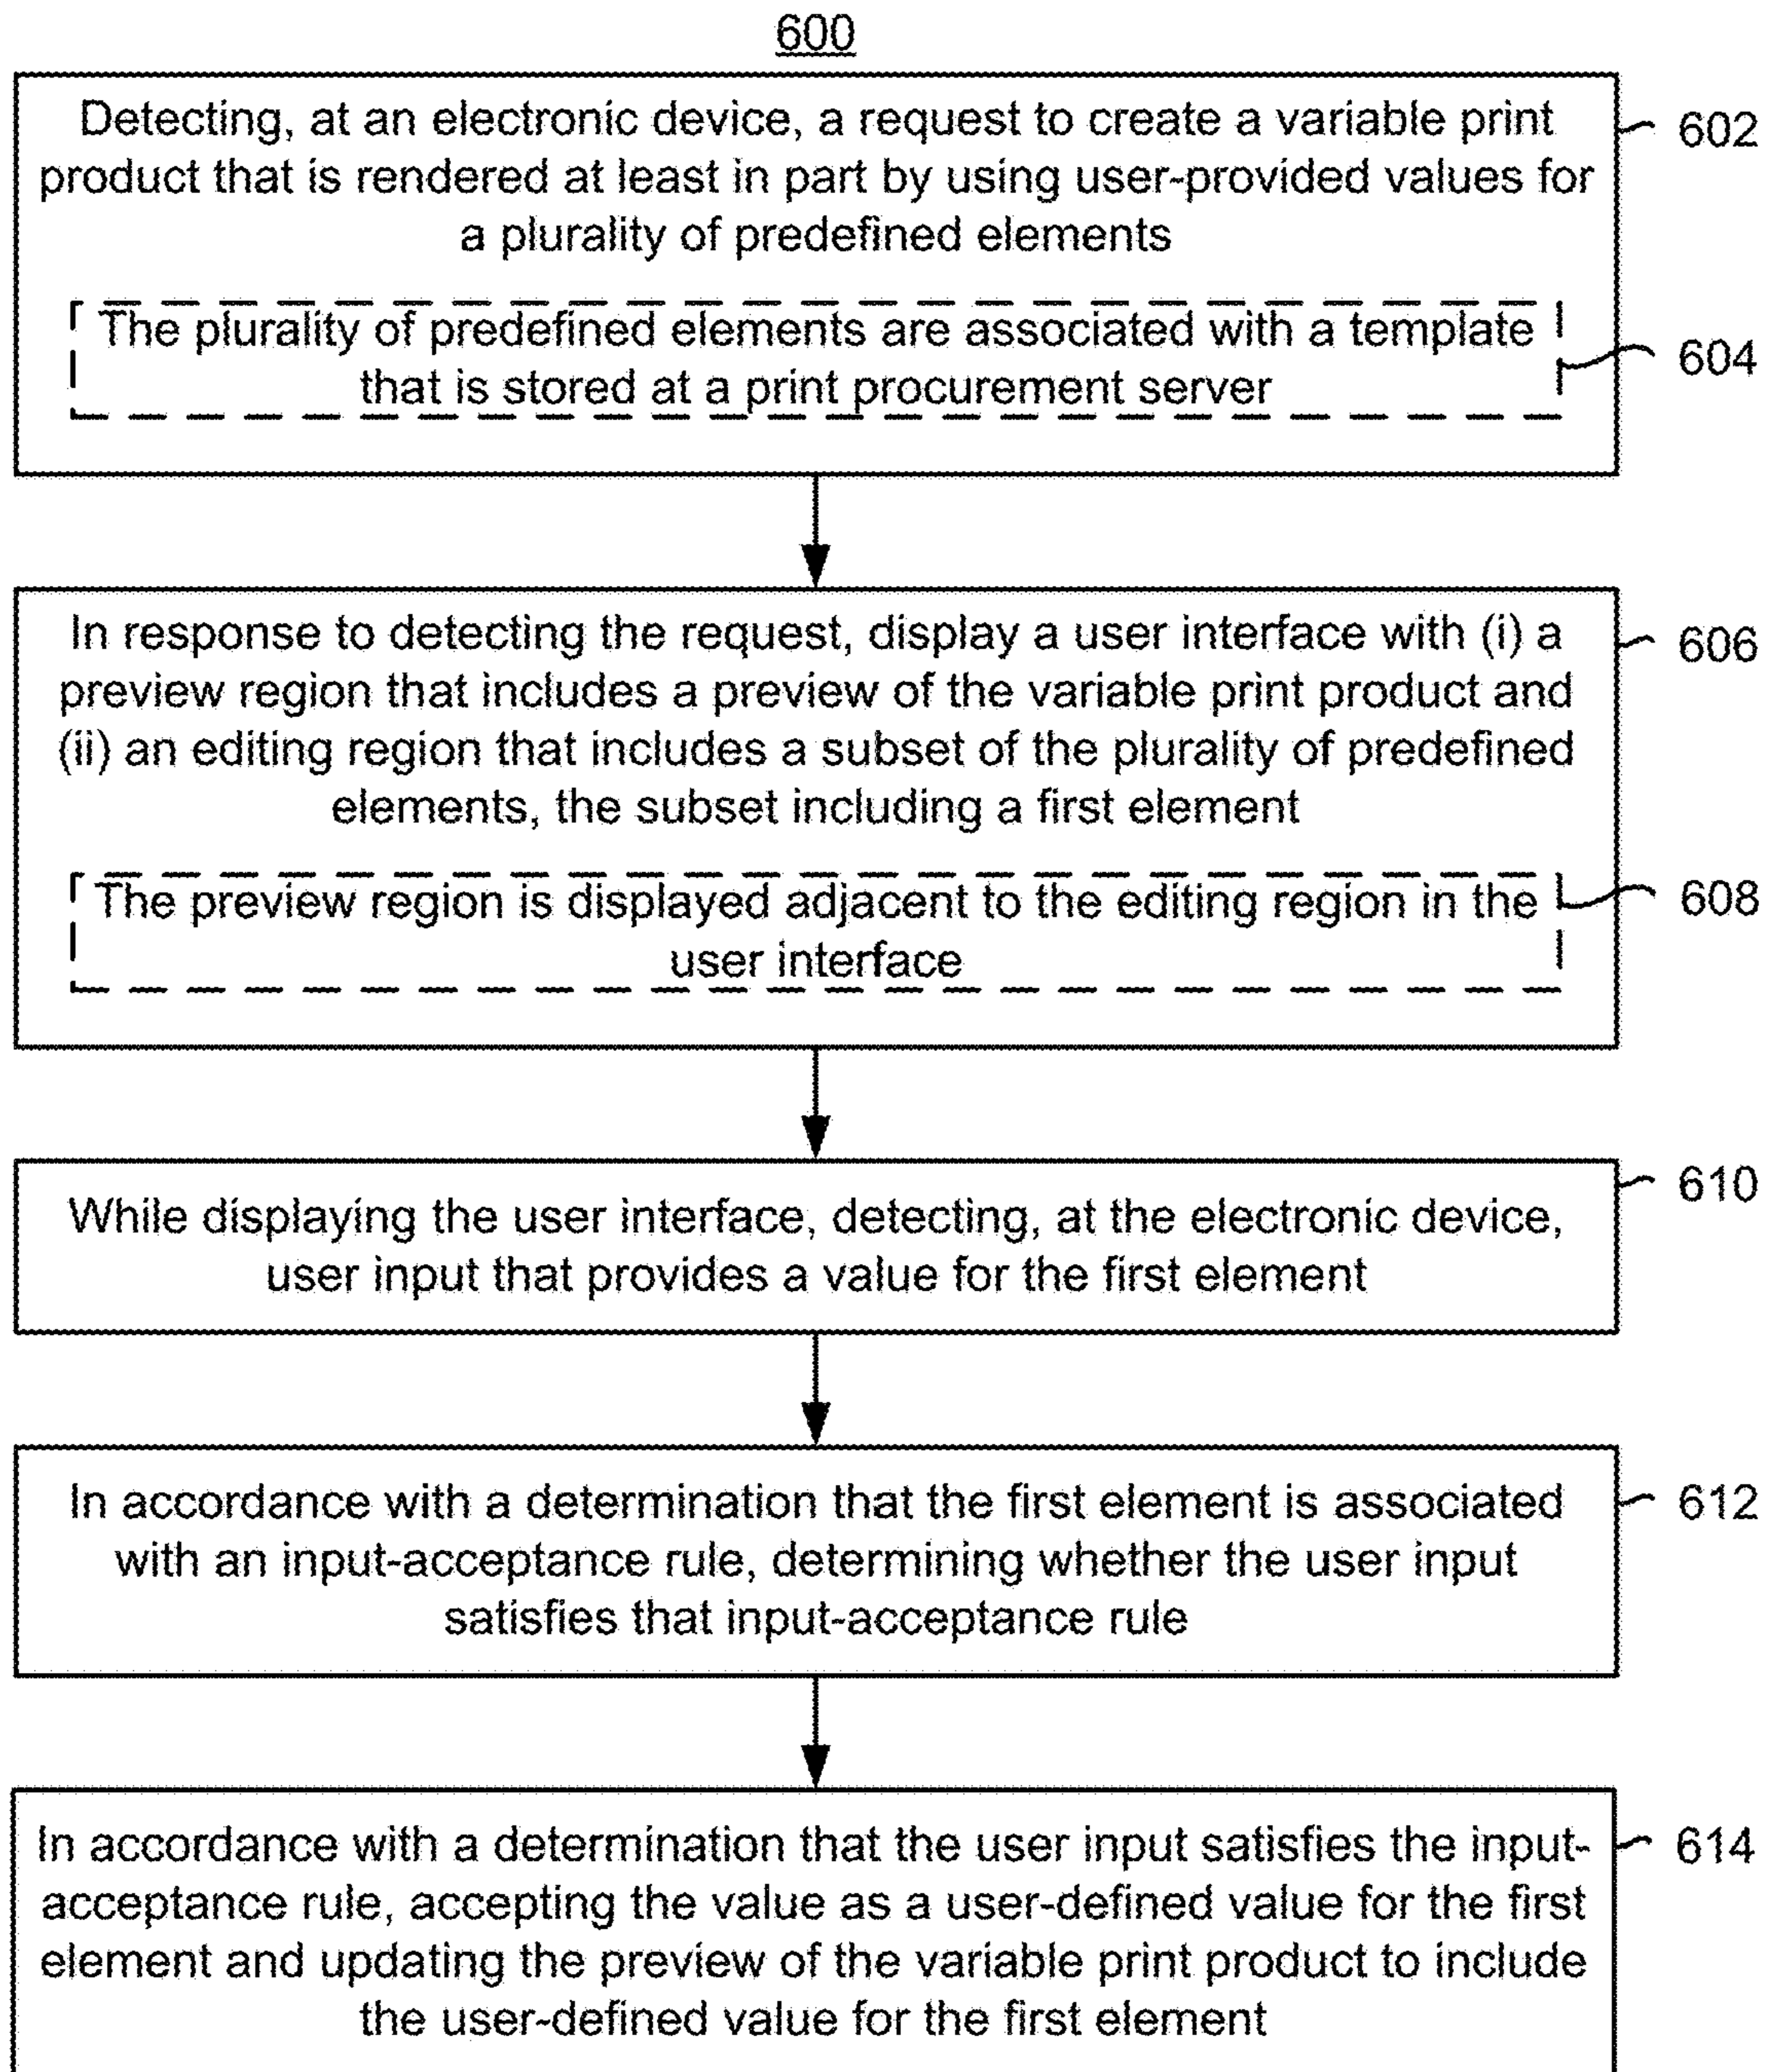 600
Detecting, at an electronic device, a request to create a variable print
product that is rendered at least in part by using user-provided values for
a plurality of predefined elements
602
The plurality of predefined elements are associated with a template
that is stored at a print procurement server
604
In response to detecting the request, display a user interface with (i) a
preview region that includes a preview of the variable print product and
(ii) an editing region that includes a subset of the plurality of predefined
elements, the subset including a first element
606
The preview region is displayed adjacent to the editing region in the
user interface
608
While displaying the user interface, detecting, at the electronic device,
user input that provides a value for the first element
610
In accordance with a determination that the first element is associated
with an input-acceptance rule, determining whether the user input
satisfies that input-acceptance rule
612
In accordance with a determination that the user input satisfies the input-
acceptance rule, accepting the value as a user-defined value for the first
element and updating the preview of the variable print product to include
the user-defined value for the first element
614